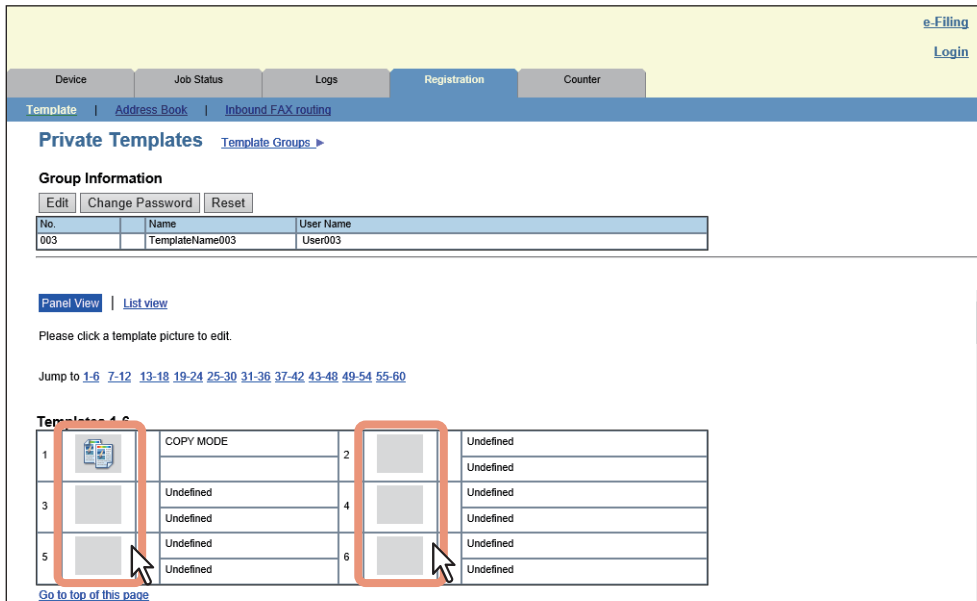 e-Filing
Login
Device Job Status Logs Registration Counter
Template | Address Book | Inbound FAX routing
Private Templates Template Groups
Group Information
Edit Change Password Reset
No. Name User Name
003 TemplateName003 User003
Panel View | List view
Please click a template picture to edit.
Jump to 1-6 7-12 13-18 19-24 25-30 31-36 37-42 43-48 49-54 55-60
Templates 1-6
1 COPY MODE 2 Undefined
Undefined
3 Undefined 4 Undefined
Undefined Undefined
5 Undefined 6 Undefined
Undefined Undefined
Go to top of this page